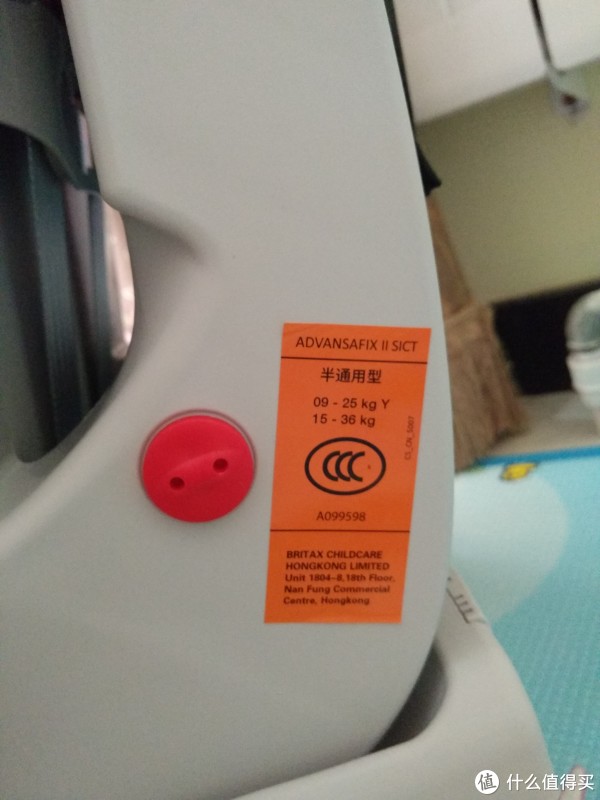 ADVANSAFIX II SICT
半通用型
09 - 25 kg Y
15 - 36 kg
CS_CN_5007
CCC
A099598
BRITAX CHILDCARE
HONGKONG LIMITED
Unit 1804-8,18th Floor,
Nan Fung Commercial
Centre, Hongkong
值 什么值得买